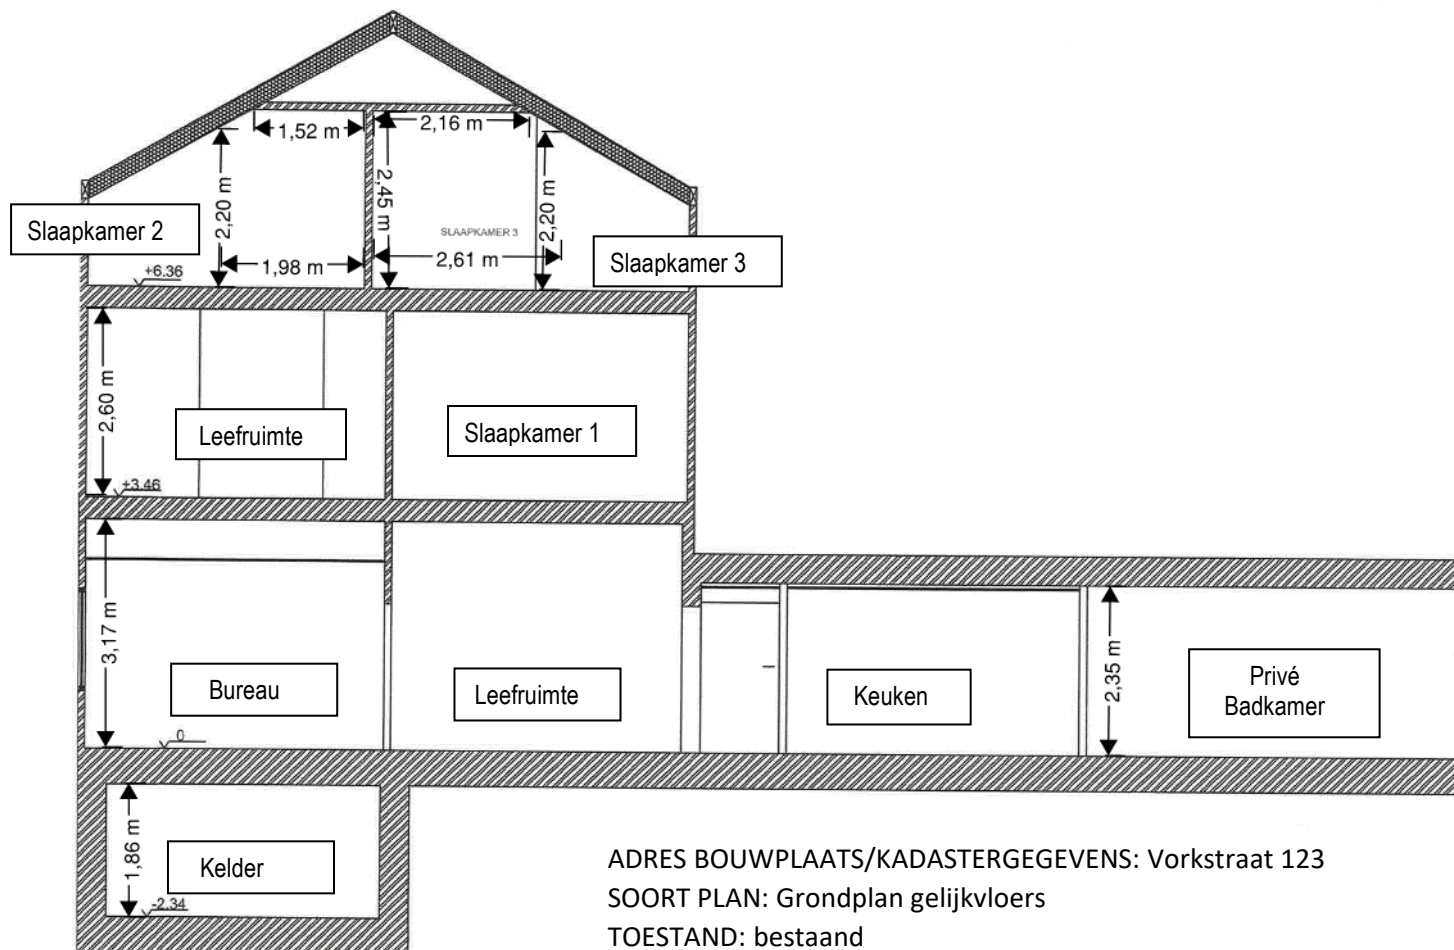 1,52 m
2,16 m
2,20 m
2,45 m
2,20 m
Slaapkamer 2
SLAAPKAMER 3
1,98 m
2,61 m
Slaapkamer 3
+6.36
2,60 m
Leefruimte
Slaapkamer 1
+3.46
3,17 m
Bureau
Leefruimte
Keuken
2,35 m
Privé
Badkamer
0
1,86 m
Kelder
-2.34
ADRES BOUWPLAATS/KADASTERGEGEVENS: Vorkstraat 123
SOORT PLAN: Grondplan gelijkvloers
TOESTAND: bestaand